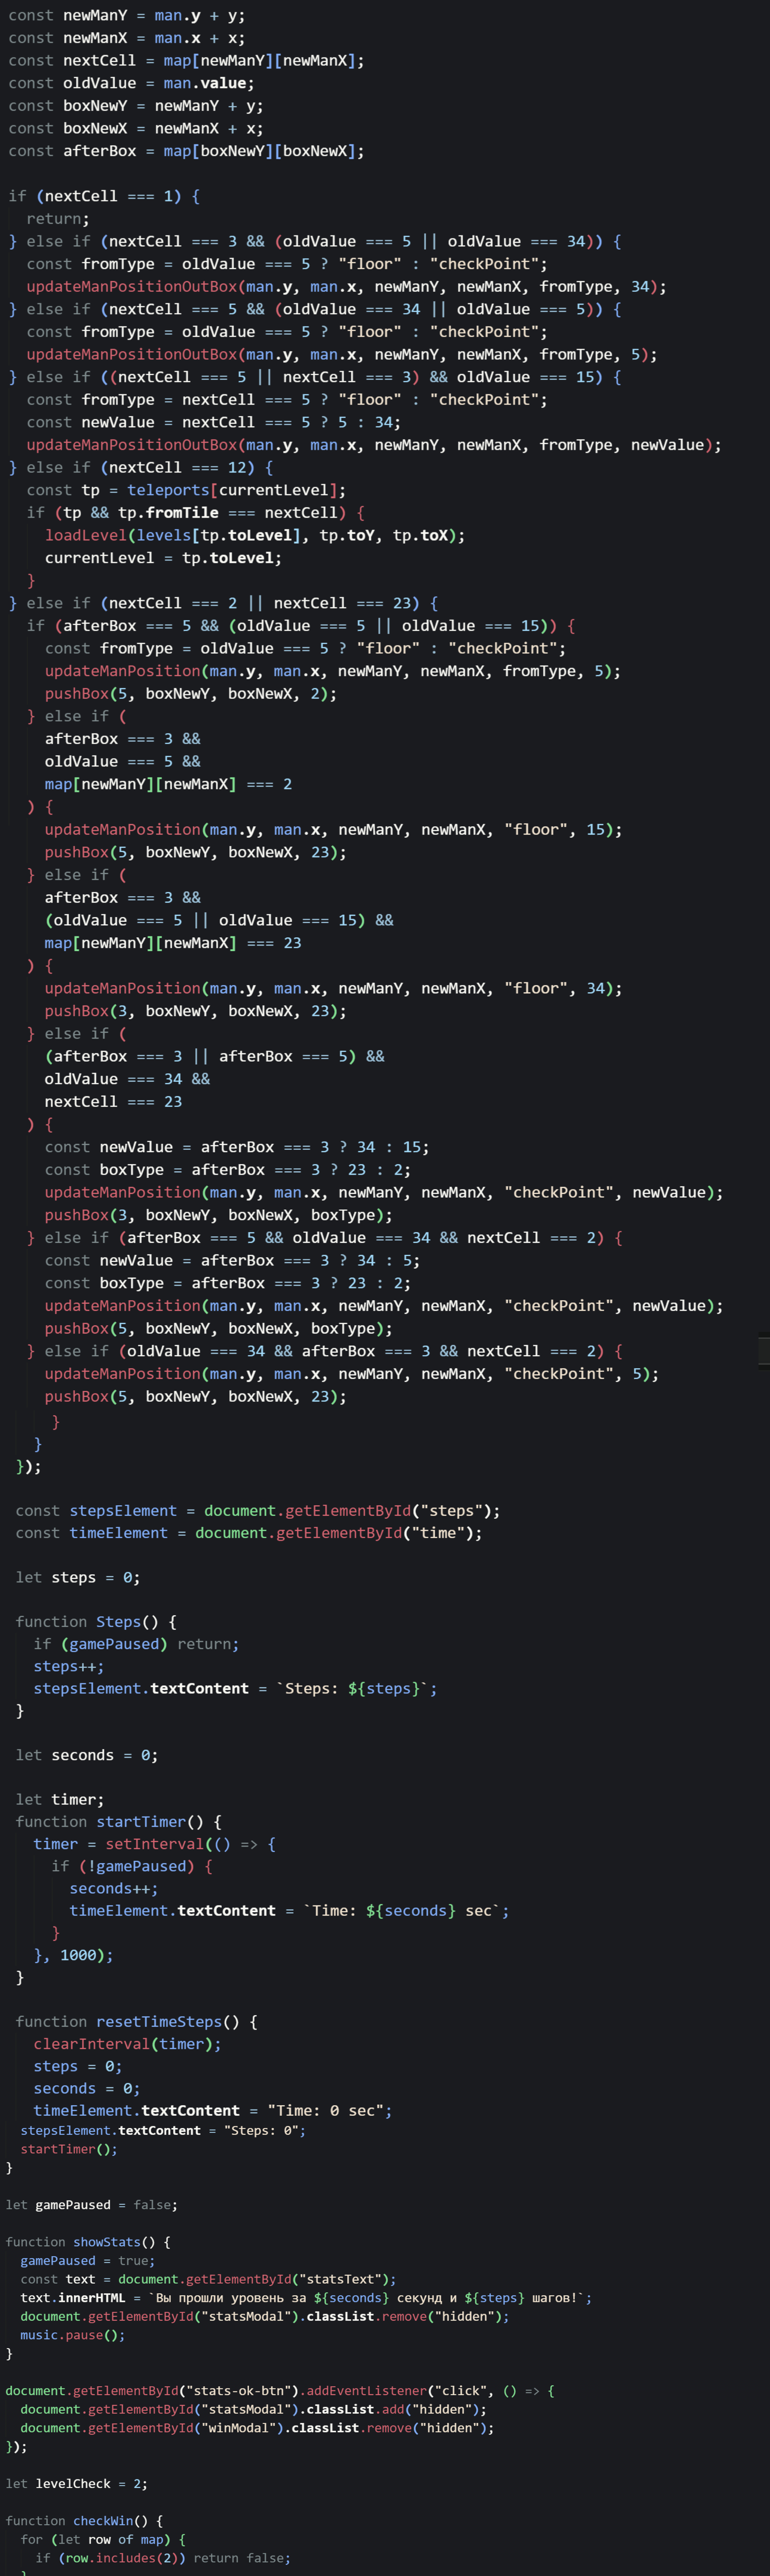 const newManY = man.y + y;
const newManX = man.x + x;
const nextCell = map[newManY][newManX];
const oldValue = man.value;
const boxNewY = newManY + y;
const boxNewX = newManX + x;
const afterBox = map[boxNewY][boxNewX];
if (nextCell === 1) {
return;
} else if (nextCell === 3 && (oldValue === 5 || oldValue === 34)) {
const fromType = oldValue === 5 ? "floor" : "checkPoint";
updateManPositionOutBox(man.y, man.x, newManY, newManX, fromType, 34);
} else if (nextCell === 5 && (oldValue === 34 || oldValue === 5)) {
const fromType = oldValue === 5 ? "floor" : "checkPoint";
updateManPositionOutBox(man.y, man.x, newManY, newManX, fromType, 5);
} else if ((nextCell === 5 || nextCell === 3) && oldValue === 15) {
const fromType = nextCell === 5 ? "floor" : "checkPoint";
const newValue = nextCell === 5 ? 5 : 34;
updateManPositionOutBox(man.y, man.x, newManY, newManX, fromType, newValue);
} else if (nextCell === 12) {
const tp = teleports[currentLevel];
if (tp && tp.fromTile === nextCell) {
loadLevel(levels[tp.toLevel], tp.toY, tp.toX);
currentLevel = tp.toLevel;
}
} else if (nextCell === 2 || nextCell === 23) {
if (afterBox === 5 && (oldValue === 5 || oldValue === 15)) {
const fromType = oldValue === 5 ? "floor" : "checkPoint";
updateManPosition(man.y, man.x, newManY, newManX, fromType, 5);
pushBox(5, boxNewY, boxNewX, 2);
} else if (
afterBox === 3 &&
oldValue === 5 &&
map[newManY][newManX] === 2
) {
updateManPosition(man.y, man.x, newManY, newManX, "floor", 15);
pushBox(5, boxNewY, boxNewX, 23);
} else if (
afterBox === 3 &&
(oldValue === 5 || oldValue === 15) &&
map[newManY][newManX] === 23
) {
updateManPosition(man.y, man.x, newManY, newManX, "floor", 34);
pushBox(3, boxNewY, boxNewX, 23);
} else if (
(afterBox === 3 || afterBox === 5) &&
oldValue === 34 &&
nextCell === 23
) {
const newValue = afterBox === 3 ? 34 : 15;
const boxType = afterBox === 3 ? 23 : 2;
updateManPosition(man.y, man.x, newManY, newManX, "checkPoint", newValue);
pushBox(3, boxNewY, boxNewX, boxType);
} else if (afterBox === 5 && oldValue === 34 && nextCell === 2) {
const newValue = afterBox === 3 ? 34 : 5;
const boxType = afterBox === 3 ? 23 : 2;
updateManPosition(man.y, man.x, newManY, newManX, "checkPoint", newValue);
pushBox(5, boxNewY, boxNewX, boxType);
} else if (oldValue === 34 && afterBox === 3 && nextCell === 2) {
updateManPosition(man.y, man.x, newManY, newManX, "checkPoint", 5);
pushBox(5, boxNewY, boxNewX, 23);
}
}
});
const stepsElement = document.getElementById("steps");
const timeElement = document.getElementById("time");
let steps = 0;
function Steps() {
if (gamePaused) return;
steps++;
stepsElement.textContent = `Steps: ${steps}`;
}
let seconds = 0;
let timer;
function startTimer() {
timer = setInterval(() => {
if (!gamePaused) {
seconds++;
timeElement.textContent = `Time: ${seconds} sec`;
}
}, 1000);
}
function resetTimeSteps() {
clearInterval(timer);
steps = 0;
seconds = 0;
timeElement.textContent = "Time: 0 sec";
stepsElement.textContent = "Steps: 0";
startTimer();
}
let gamePaused = false;
function showStats() {
gamePaused = true;
const text = document.getElementById("statsText");
text.innerHTML = `Вы прошли уровень за ${seconds} секунд и ${steps} шагов!`;
document.getElementById("statsModal").classList.remove("hidden");
music.pause();
}
document.getElementById("stats-ok-btn").addEventListener("click", () => {
document.getElementById("statsModal").classList.add("hidden");
document.getElementById("winModal").classList.remove("hidden");
});
let levelCheck = 2;
function checkWin() {
for (let row of map) {
if (row.includes(2)) return false;